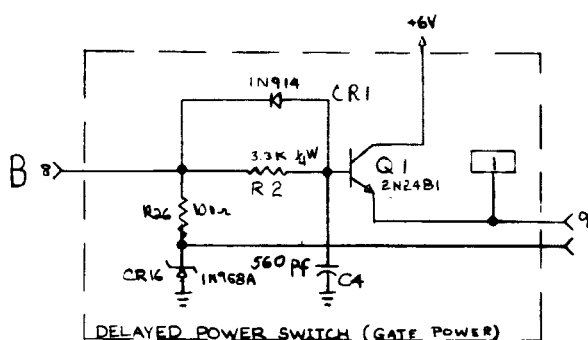 +6V
1N914
CR1
B 8
3.3K ¼W
R2
Q1
2N2481
9
R26
560 pf
C4
CR16
1N968A
DELAYED POWER SWITCH (GATE POWER)